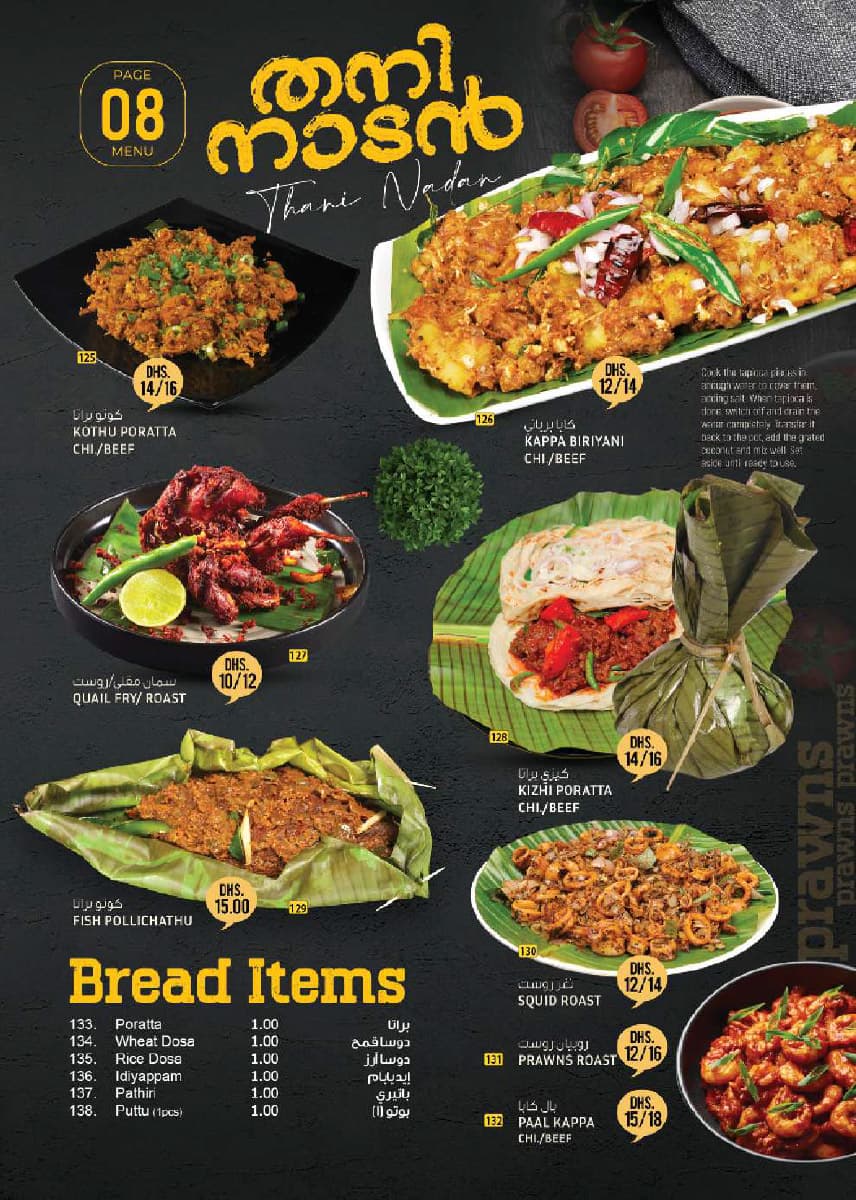 PAGE
08
MENU
തനി
നാടൻ
Thani Nadan
125
DHS.
14/16
كوتو براتا
KOTHU PORATTA
CHI./BEEF
126
DHS.
12/14
كابا برياني
KAPPA BIRIYANI
CHI./BEEF
Cook the tapioca pieces in
enough water to cover them,
adding salt. When tapioca is
done, switch off and drain the
water completely. Transfer it
back to the pot, add the grated
coconut and mix well. Set
aside until ready to use.
127
DHS.
10/12
سمان مقلي/روست
QUAIL FRY/ ROAST
128
DHS.
14/16
كيزي براتا
KIZHI PORATTA
CHI./BEEF
129
DHS.
15.00
كوتو براتا
FISH POLLICHATHU
130
DHS.
12/14
نغر روست
SQUID ROAST
131
روبيان روست
PRAWNS ROAST
DHS.
12/16
132
بال كابا
PAAL KAPPA
CHI./BEEF
DHS.
15/18
prawns
prawns prawns
Bread Items
133. Poratta 1.00 براتا
134. Wheat Dosa 1.00 دوسا قمح
135. Rice Dosa 1.00 دوسا أرز
136. Idiyappam 1.00 إيديابام
137. Pathiri 1.00 باتيري
138. Puttu (1pcs) 1.00 بوتو (١)